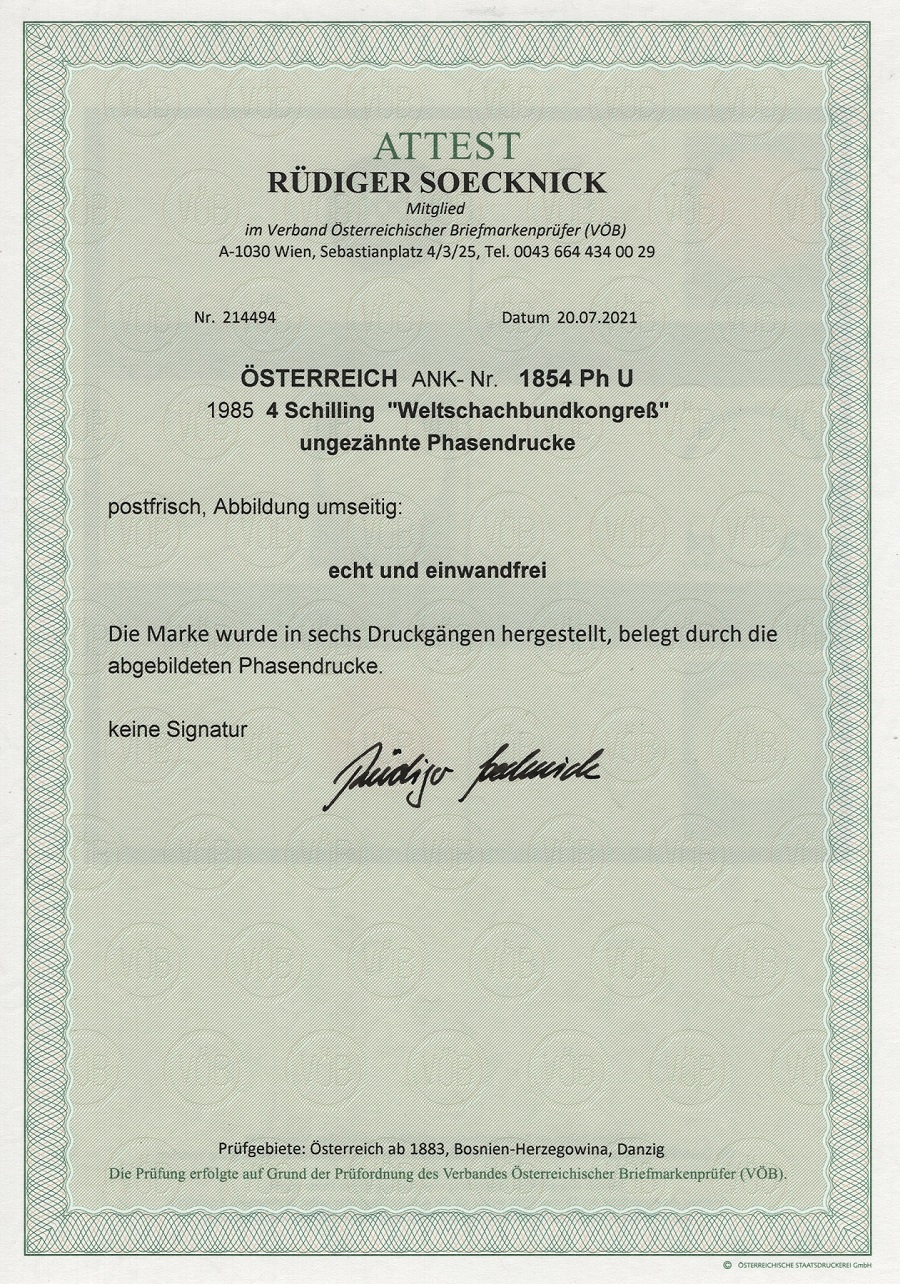 ATTEST
RÜDIGER SOECKNICK
Mitglied
im Verband Österreichischer Briefmarkenprüfer (VÖB)
A-1030 Wien, Sebastianplatz 4/3/25, Tel. 0043 664 434 00 29
Nr. 214494 Datum 20.07.2021
ÖSTERREICH ANK- Nr. 1854 Ph U
1985 4 Schilling "Weltschachbundkongreß"
ungezähnte Phasendrucke
postfrisch, Abbildung umseitig:
echt und einwandfrei
Die Marke wurde in sechs Druckgängen hergestellt, belegt durch die
abgebildeten Phasendrucke.
keine Signatur
Rüdiger Soecknick
Prüfgebiete: Österreich ab 1883, Bosnien-Herzegowina, Danzig
Die Prüfung erfolgte auf Grund der Prüfordnung des Verbandes Österreichischer Briefmarkenprüfer (VÖB).
© ÖSTERREICHISCHE STAATSDRUCKEREI GmbH